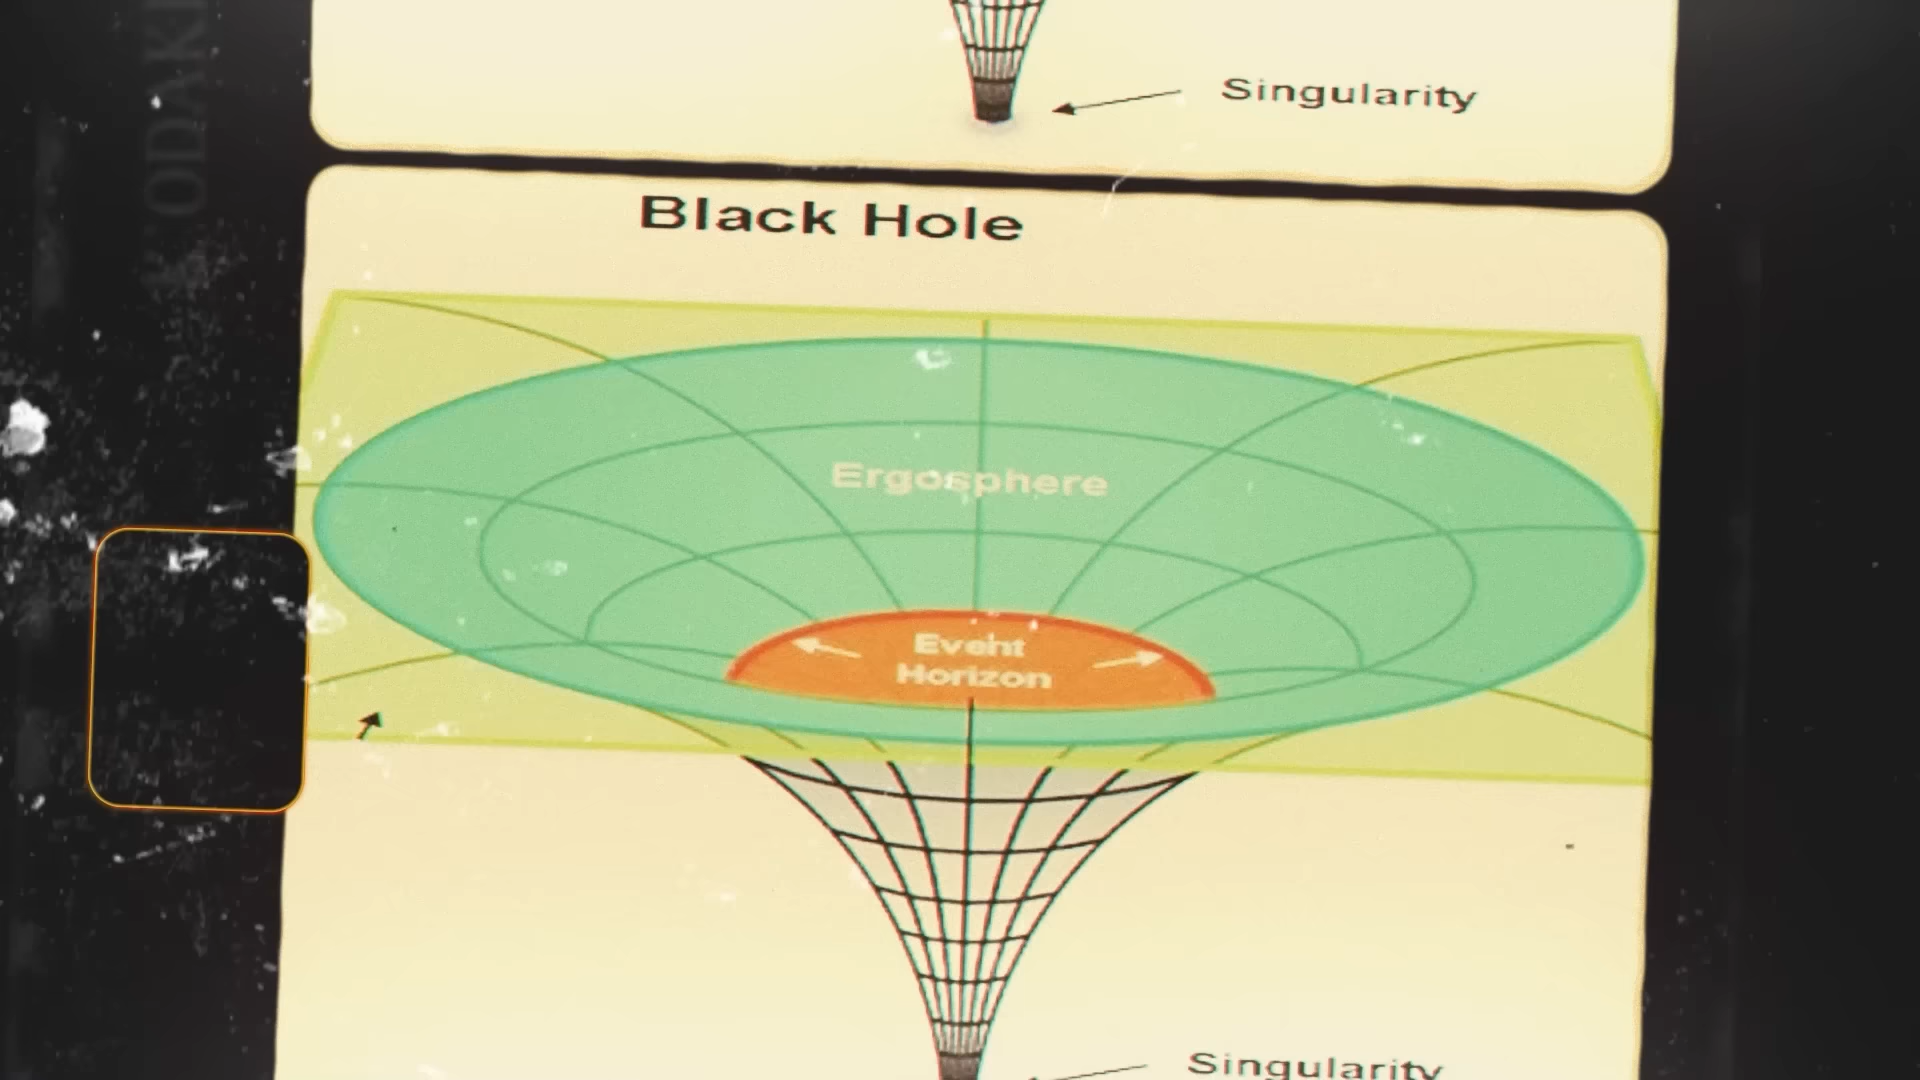 Singularity
Black Hole
Ergosphere
Event
Horizon
Singularity